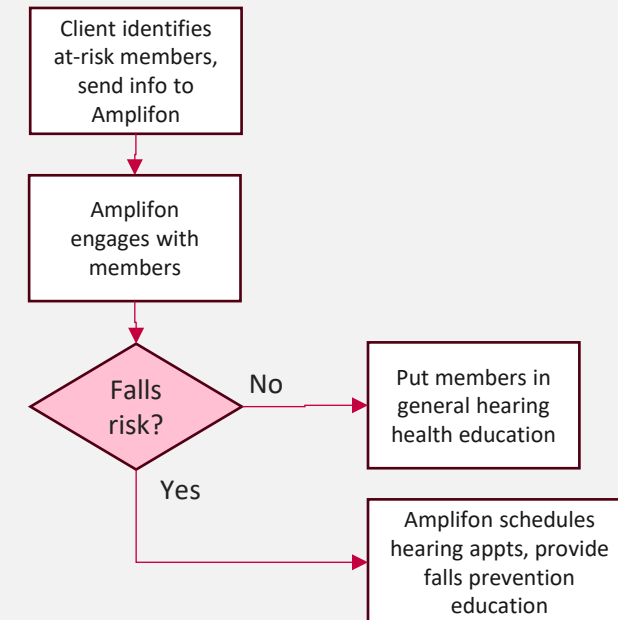 Client identifies
at-risk members,
send info to
Amplifon
Amplifon
engages with
members
Falls
risk?
No
Put members in
general hearing
health education
Yes
Amplifon schedules
hearing appts, provide
falls prevention
education